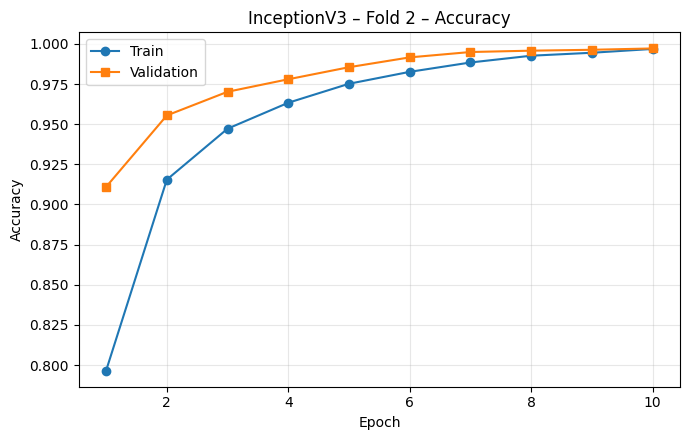 InceptionV3 – Fold 2 – Accuracy
Train
Validation
1.000
0.975
0.950
0.925
0.900
0.875
0.850
0.825
0.800
Accuracy
2 4 6 8 10
Epoch